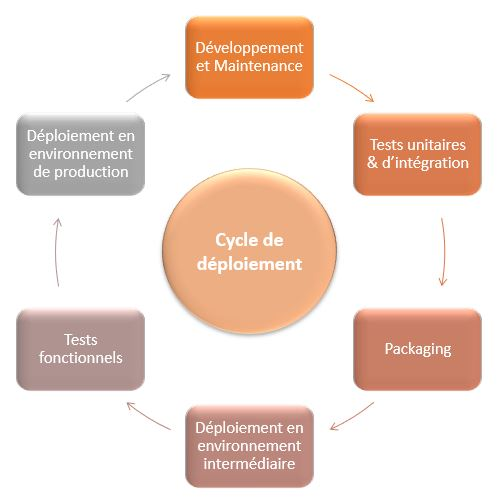 Développement
et Maintenance
Tests unitaires
& d'intégration
Packaging
Déploiement en
environnement
intermédiaire
Tests
fonctionnels
Déploiement en
environnement
de production
Cycle de
déploiement